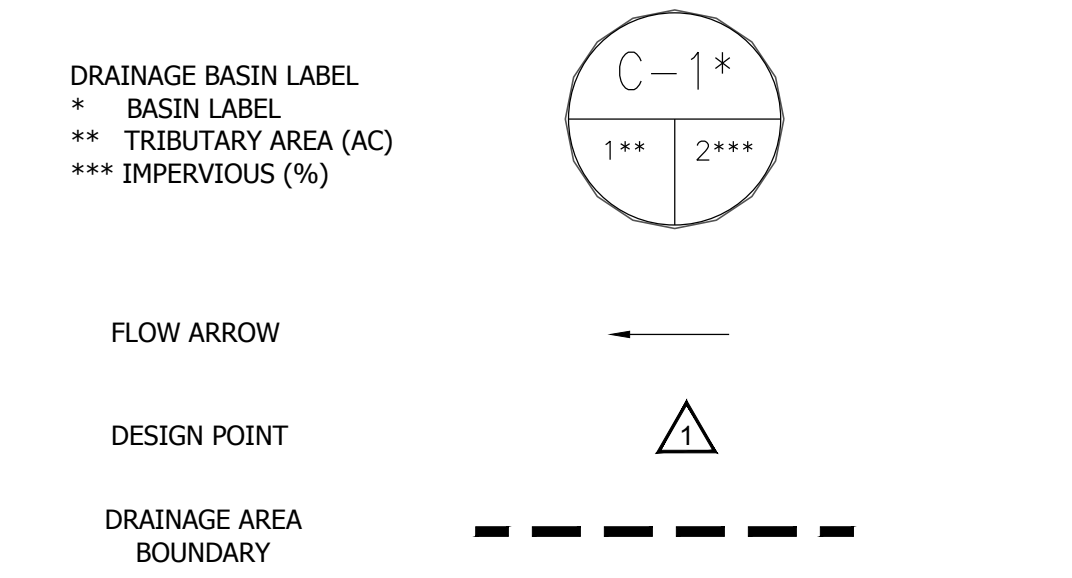 DRAINAGE BASIN LABEL
* BASIN LABEL
** TRIBUTARY AREA (AC)
*** IMPERVIOUS (%)
C-1*
1** 2***
FLOW ARROW
DESIGN POINT
1
DRAINAGE AREA
BOUNDARY